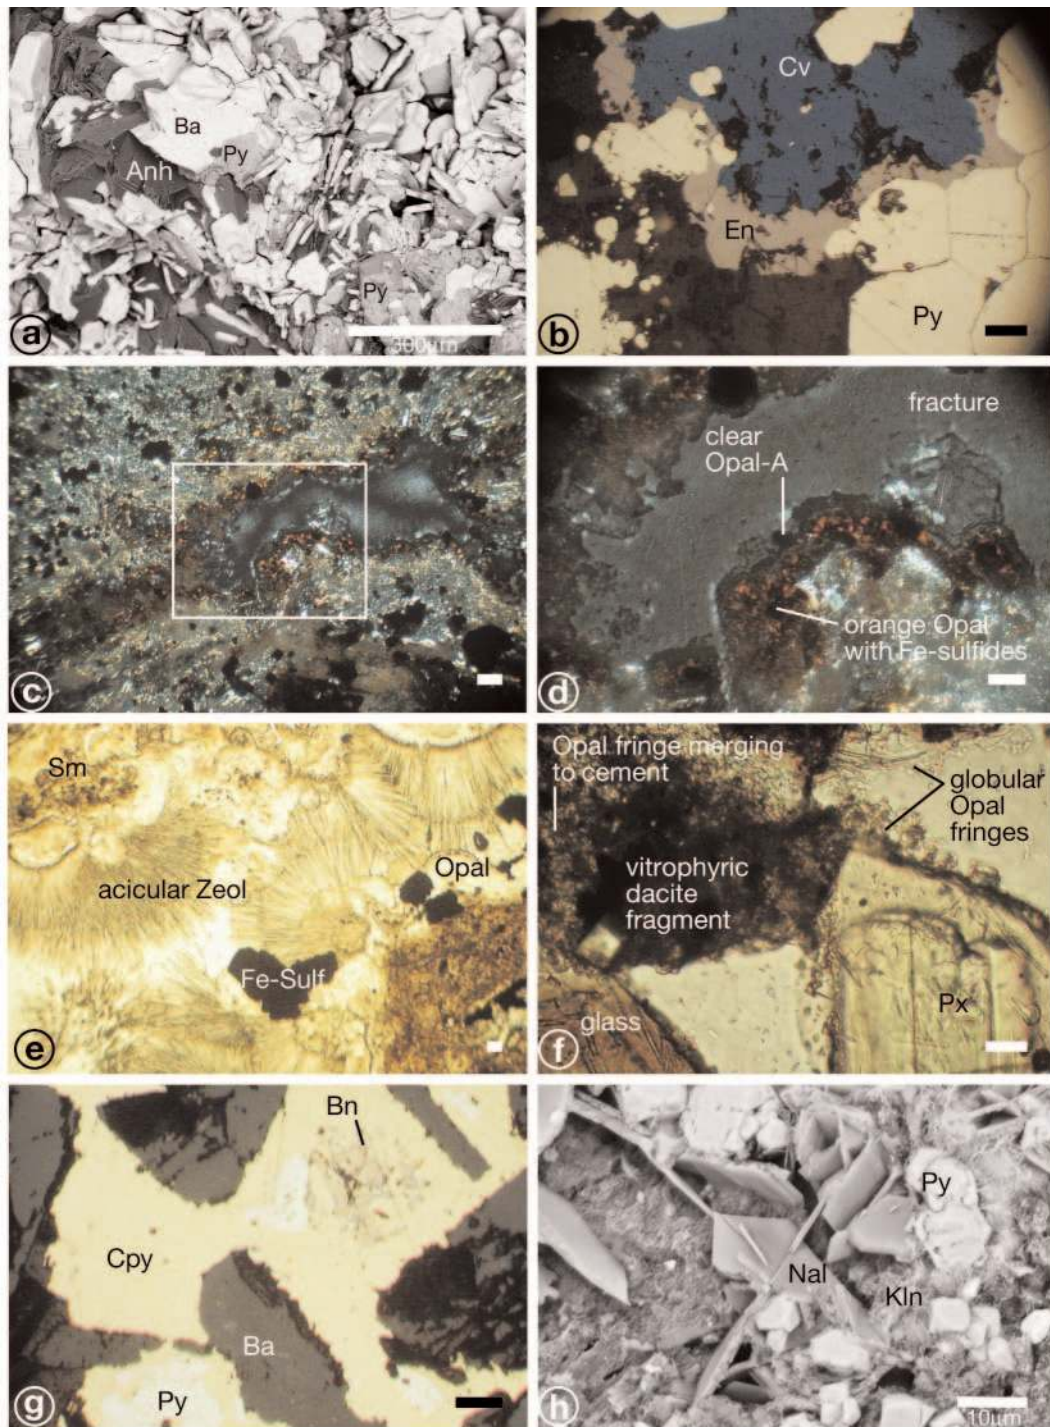 Ba
Py
Anh
Py
a
300µm
Cv
En
Py
b
c
fracture
clear
Opal-A
orange Opal
with Fe-sulfides
d
Sm
acicular Zeol
Opal
Fe-Sulf
e
Opal fringe merging
to cement
globular
Opal
fringes
vitrophyric
dacite
fragment
Px
glass
f
Bn
Cpy
Ba
Py
g
Py
Nal
Kln
h
10µm